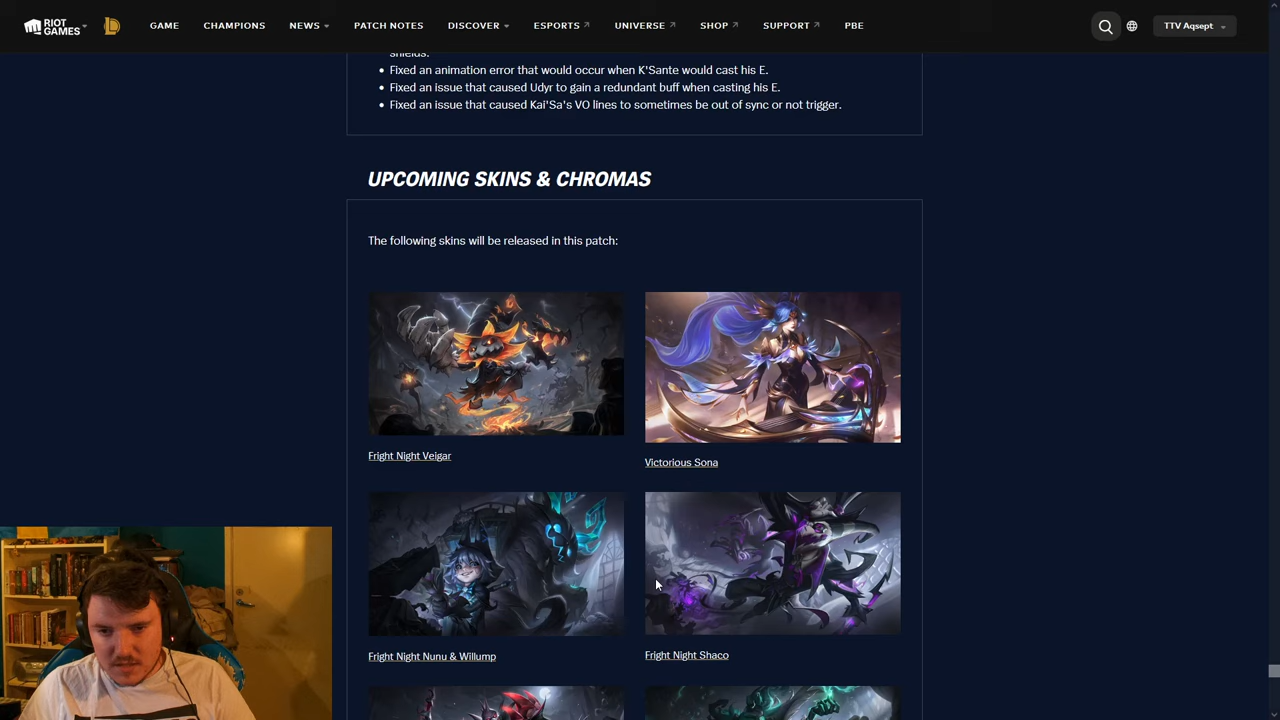 RIOT GAMES
GAME
CHAMPIONS
NEWS
PATCH NOTES
DISCOVER
ESPORTS
UNIVERSE
SHOP
SUPPORT
PBE
TTV Aqsept
shields.
Fixed an animation error that would occur when K'Sante would cast his E.
Fixed an issue that caused Udyr to gain a redundant buff when casting his E.
Fixed an issue that caused Kai'Sa's VO lines to sometimes be out of sync or not trigger.
UPCOMING SKINS & CHROMAS
The following skins will be released in this patch:
Fright Night Veigar
Victorious Sona
Fright Night Nunu & Willump
Fright Night Shaco